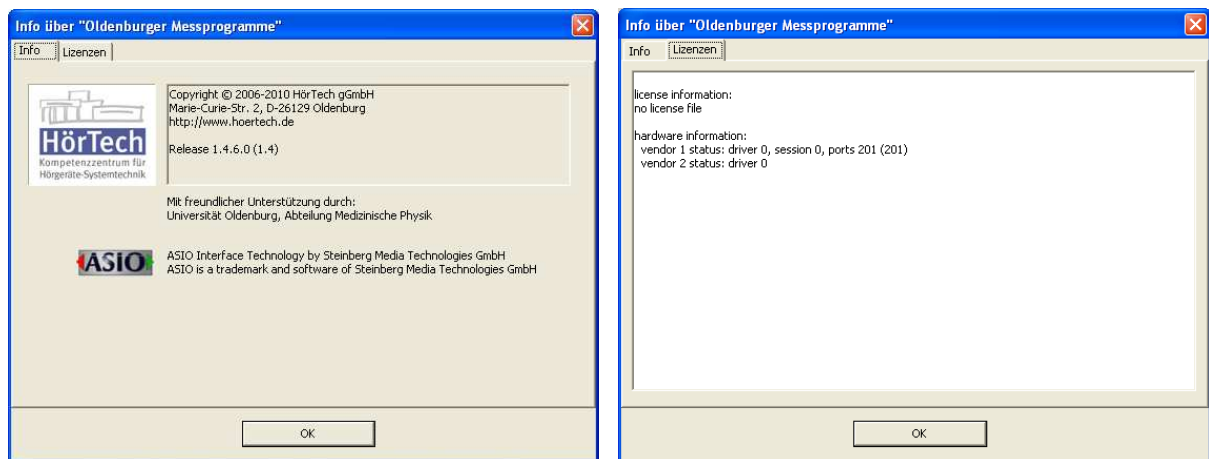 Info über "Oldenburger Messprogramme"
Info
Lizenzen
HörTech
Kompetenzzentrum für
Hörgeräte-Systemtechnik
Copyright © 2006-2010 HörTech gGmbH
Marie-Curie-Str. 2, D-26129 Oldenburg
http://www.hoertech.de
Release 1.4.6.0 (1.4)
Mit freundlicher Unterstützung durch:
Universität Oldenburg, Abteilung Medizinische Physik
ASIO
ASIO Interface Technology by Steinberg Media Technologies GmbH
ASIO is a trademark and software of Steinberg Media Technologies GmbH
OK
Info über "Oldenburger Messprogramme"
Info
Lizenzen
license information:
no license file
hardware information:
vendor 1 status: driver 0, session 0, ports 201 (201)
vendor 2 status: driver 0
OK